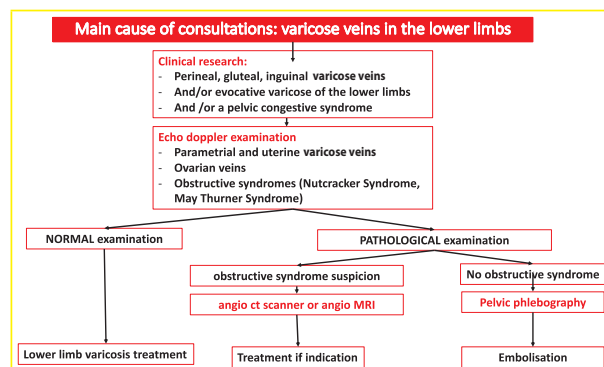 Main cause of consultations: varicose veins in the lower limbs
Clinical research:
- Perineal, gluteal, inguinal varicose veins
- And/or evocative varicose of the lower limbs
- And /or a pelvic congestive syndrome
Echo doppler examination
- Parametrial and uterine varicose veins
- Ovarian veins
- Obstructive syndromes (Nutcracker Syndrome,
May Thurner Syndrome)
NORMAL examination
PATHOLOGICAL examination
obstructive syndrome suspicion
No obstructive syndrome
angio ct scanner or angio MRI
Pelvic phlebography
Lower limb varicosis treatment
Treatment if indication
Embolisation